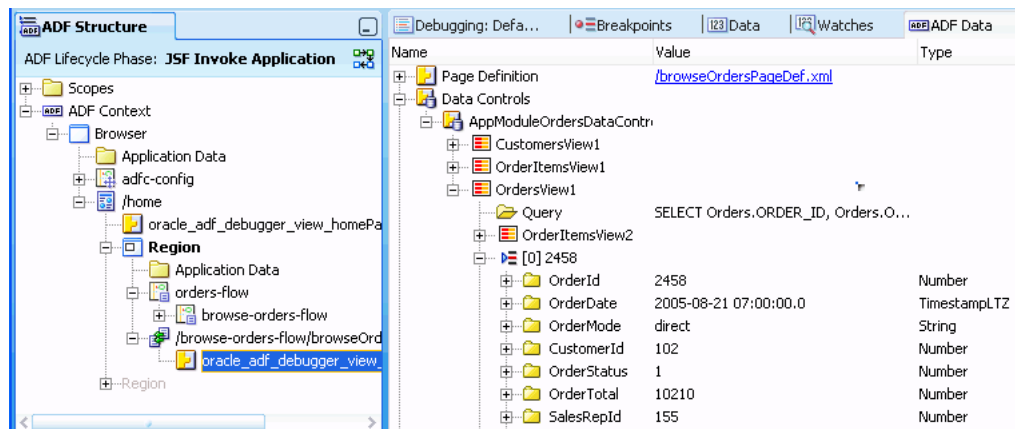 ADF Structure
ADF Lifecycle Phase: JSF Invoke Application
Scopes
ADF Context
Browser
Application Data
adfc-config
/home
oracle_adf_debugger_view_homePa
Region
Application Data
orders-flow
browse-orders-flow
/browse-orders-flow/browseOrd
oracle_adf_debugger_view_
Region
Debugging: Defa... Breakpoints Data Watches ADF Data
Name Value Type
Page Definition /browseOrdersPageDef.xml
Data Controls
AppModuleOrdersDataContr
CustomersView1
OrderItemsView1
OrdersView1
Query SELECT Orders.ORDER_ID, Orders.O...
OrderItemsView2
[0] 2458
OrderId 2458 Number
OrderDate 2005-08-21 07:00:00.0 TimestampLTZ
OrderMode direct String
CustomerId 102 Number
OrderStatus 1 Number
OrderTotal 10210 Number
SalesRepId 155 Number